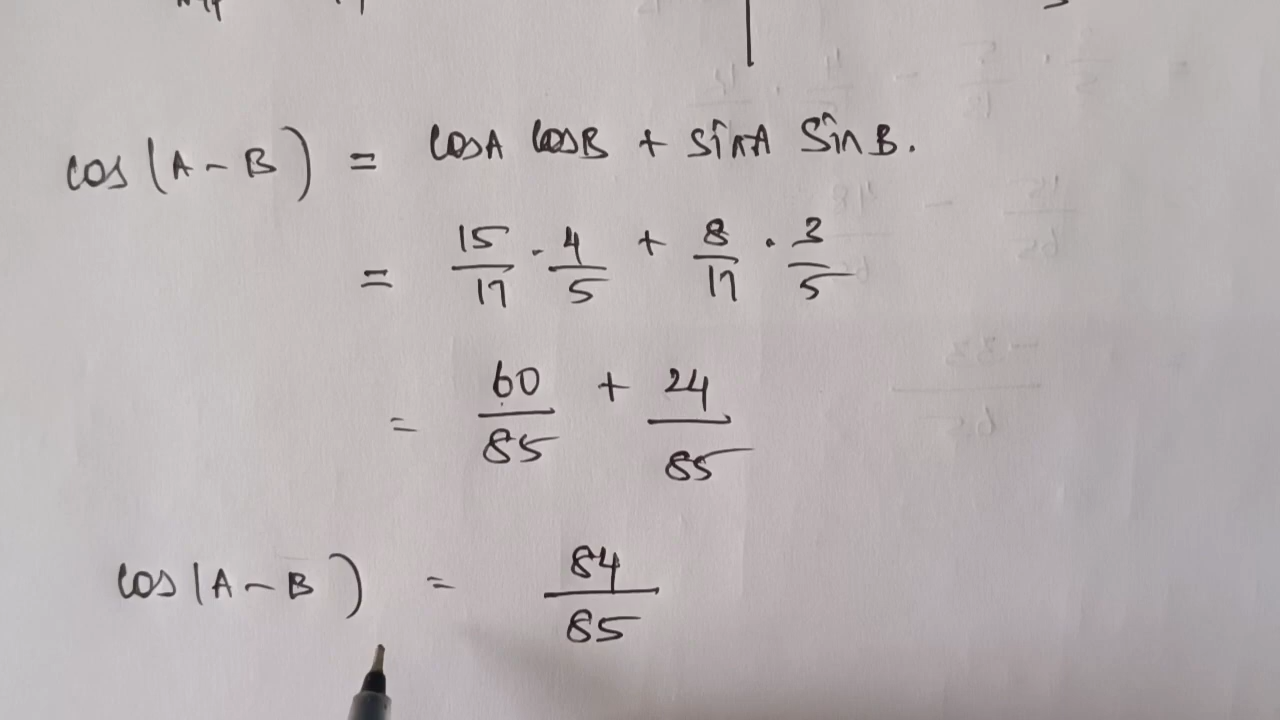 cos(A-B) = cosA cosB + sinA sinB.
= 15/17 · 4/5 + 8/17 · 3/5
= 60/85 + 24/85
cos(A-B) = 84/85